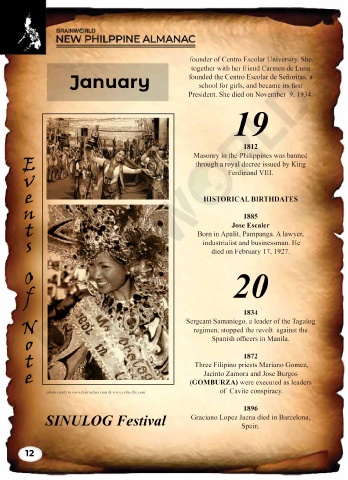 BRAINWORLD
NEW PHILPPINE ALMANAC
January
Events Of Note
SINULOG Festival
12
founder of Centro Escolar University. She,
together with her friend Carmen de Luna
founded the Centro Escolar de Señoritas, a
school for girls, and became its first
President. She died on November 9, 1934.
19
1812
Masonry in the Philippines was banned
through a royal decree issued by King
Ferdinand VIII.
HISTORICAL BIRTHDATES
1885
Jose Escaler
Born in Apalit, Pampanga. A lawyer,
industrialist and businessman. He
died on February 17, 1927.
20
1834
Sergeant Samaniego, a leader of the Tagalog
regimen, stopped the revolt against the
Spanish officers in Manila.
1872
Three Filipino priests Mariano Gomez,
Jacinto Zamora and Jose Burgos
(GOMBURZA) were executed as leaders
of Cavite conspiracy.
1896
Graciano Lopez Jaena died in Barcelona,
Spain.